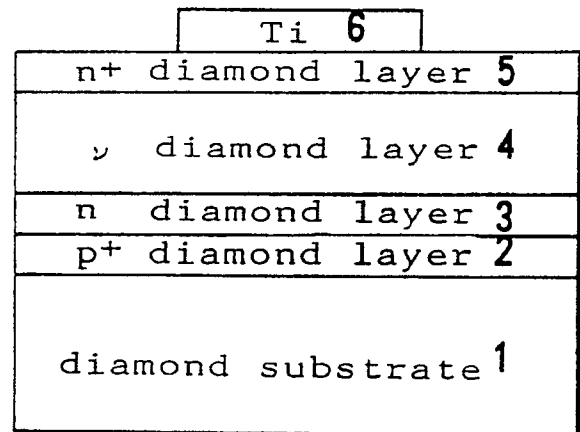 Ti 6
n+ diamond layer 5
ν diamond layer 4
n diamond layer 3
p+ diamond layer 2
diamond substrate 1